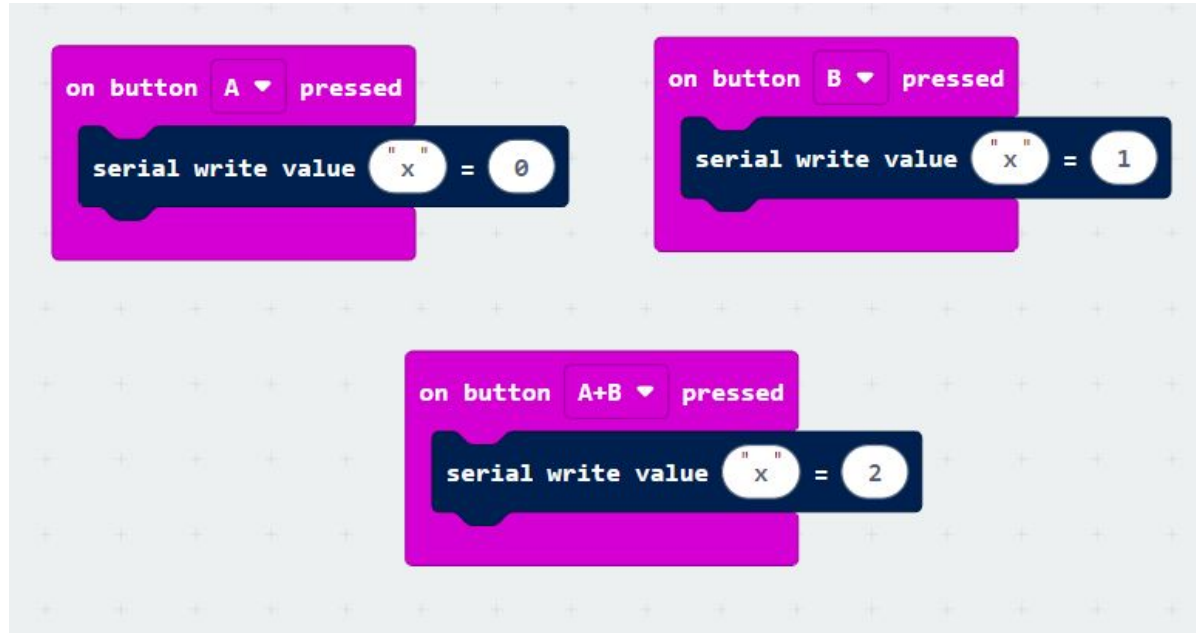 on button A pressed
serial write value "x" = 0
on button B pressed
serial write value "x" = 1
on button A+B pressed
serial write value "x" = 2